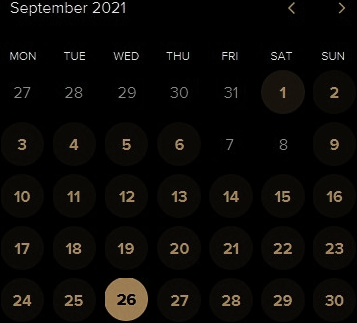 September 2021
MON TUE WED THU FRI SAT SUN
27 28 29 30 31 1 2
3 4 5 6 7 8 9
10 11 12 13 14 15 16
17 18 19 20 21 22 23
24 25 26 27 28 29 30